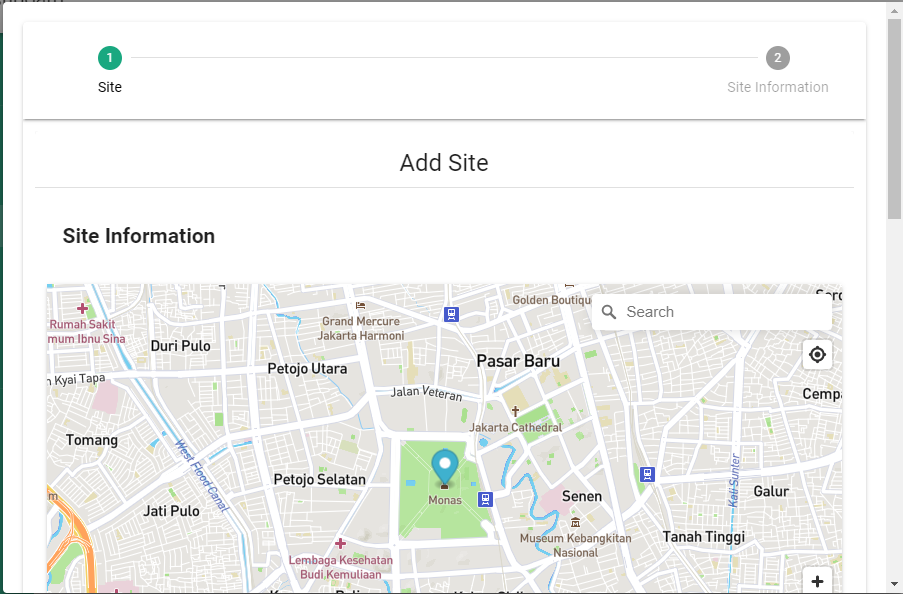 1
2
Site
Site Information
Add Site
Site Information
Search
Golden Boutiqu
Rumah Sakit
mum Ibnu Sina
Grand Mercure
Jakarta Harmoni
Duri Pulo
Pasar Baru
Petojo Utara
n Kyai Tapa
Jalan Veteran
Cempa
Jakarta Cathedral
Tomang
West Flood Canal
Petojo Selatan
Kali Sunter
Galur
m
Monas
Senen
Jati Pulo
Museum Kebangkitan
Nasional
Tanah Tinggi
Lembaga Kesehatan
Budi Kemuliaan
+